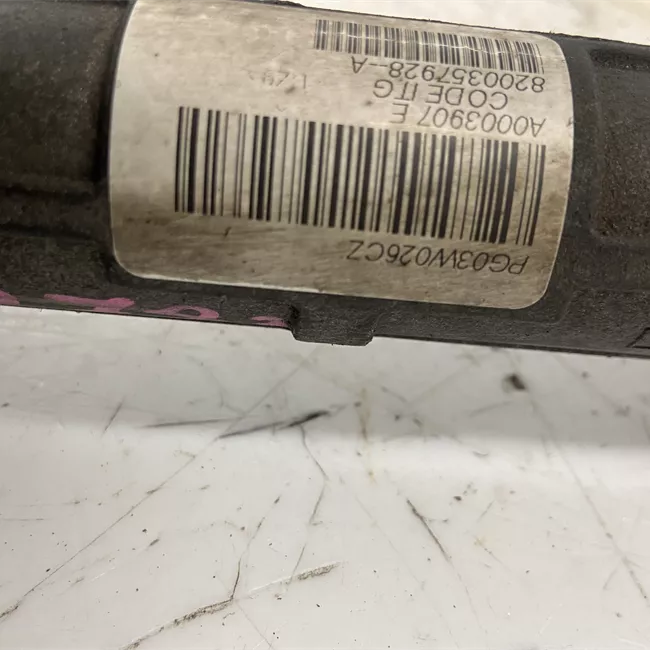 PG03W026CZ
A0003907 E
CODE ITG
8200357928-A